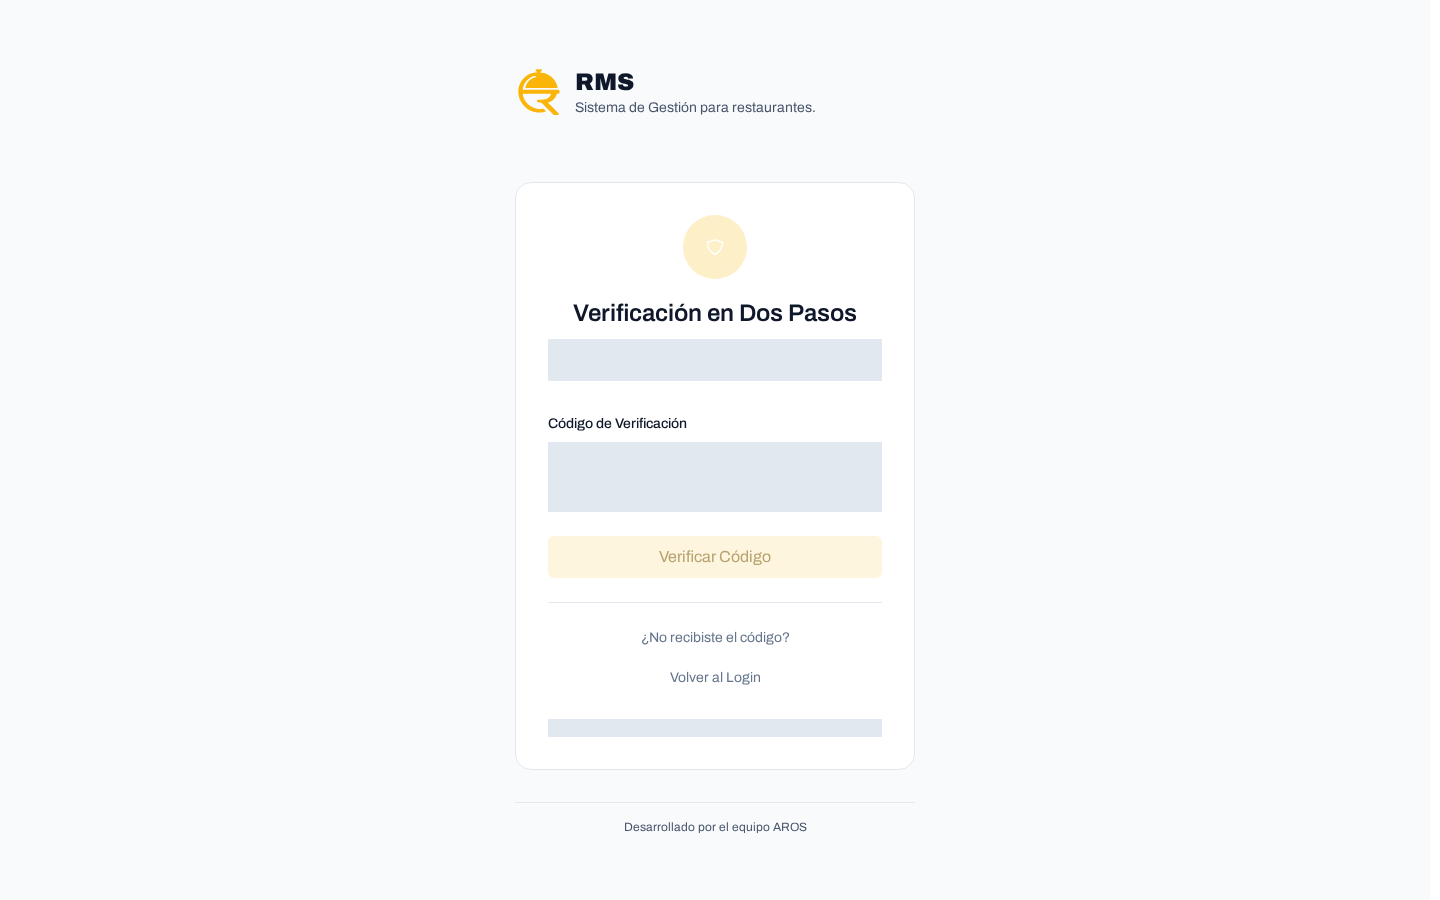 RMS
Sistema de Gestión para restaurantes.
Verificación en Dos Pasos
Código de Verificación
Verificar Código
¿No recibiste el código?
Volver al Login
Desarrollado por el equipo AROS